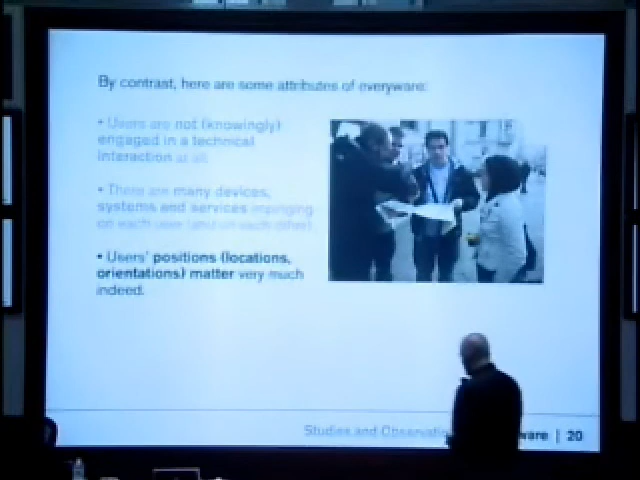 By contrast, here are some attributes of everyware:
• Users are not (knowingly)
engaged in a technical
interaction at all.
• There are many devices,
systems and services impinging
on each user (and on each other)
• Users' positions (locations,
orientations) matter very much
indeed.
Studies and Observatio ware | 20